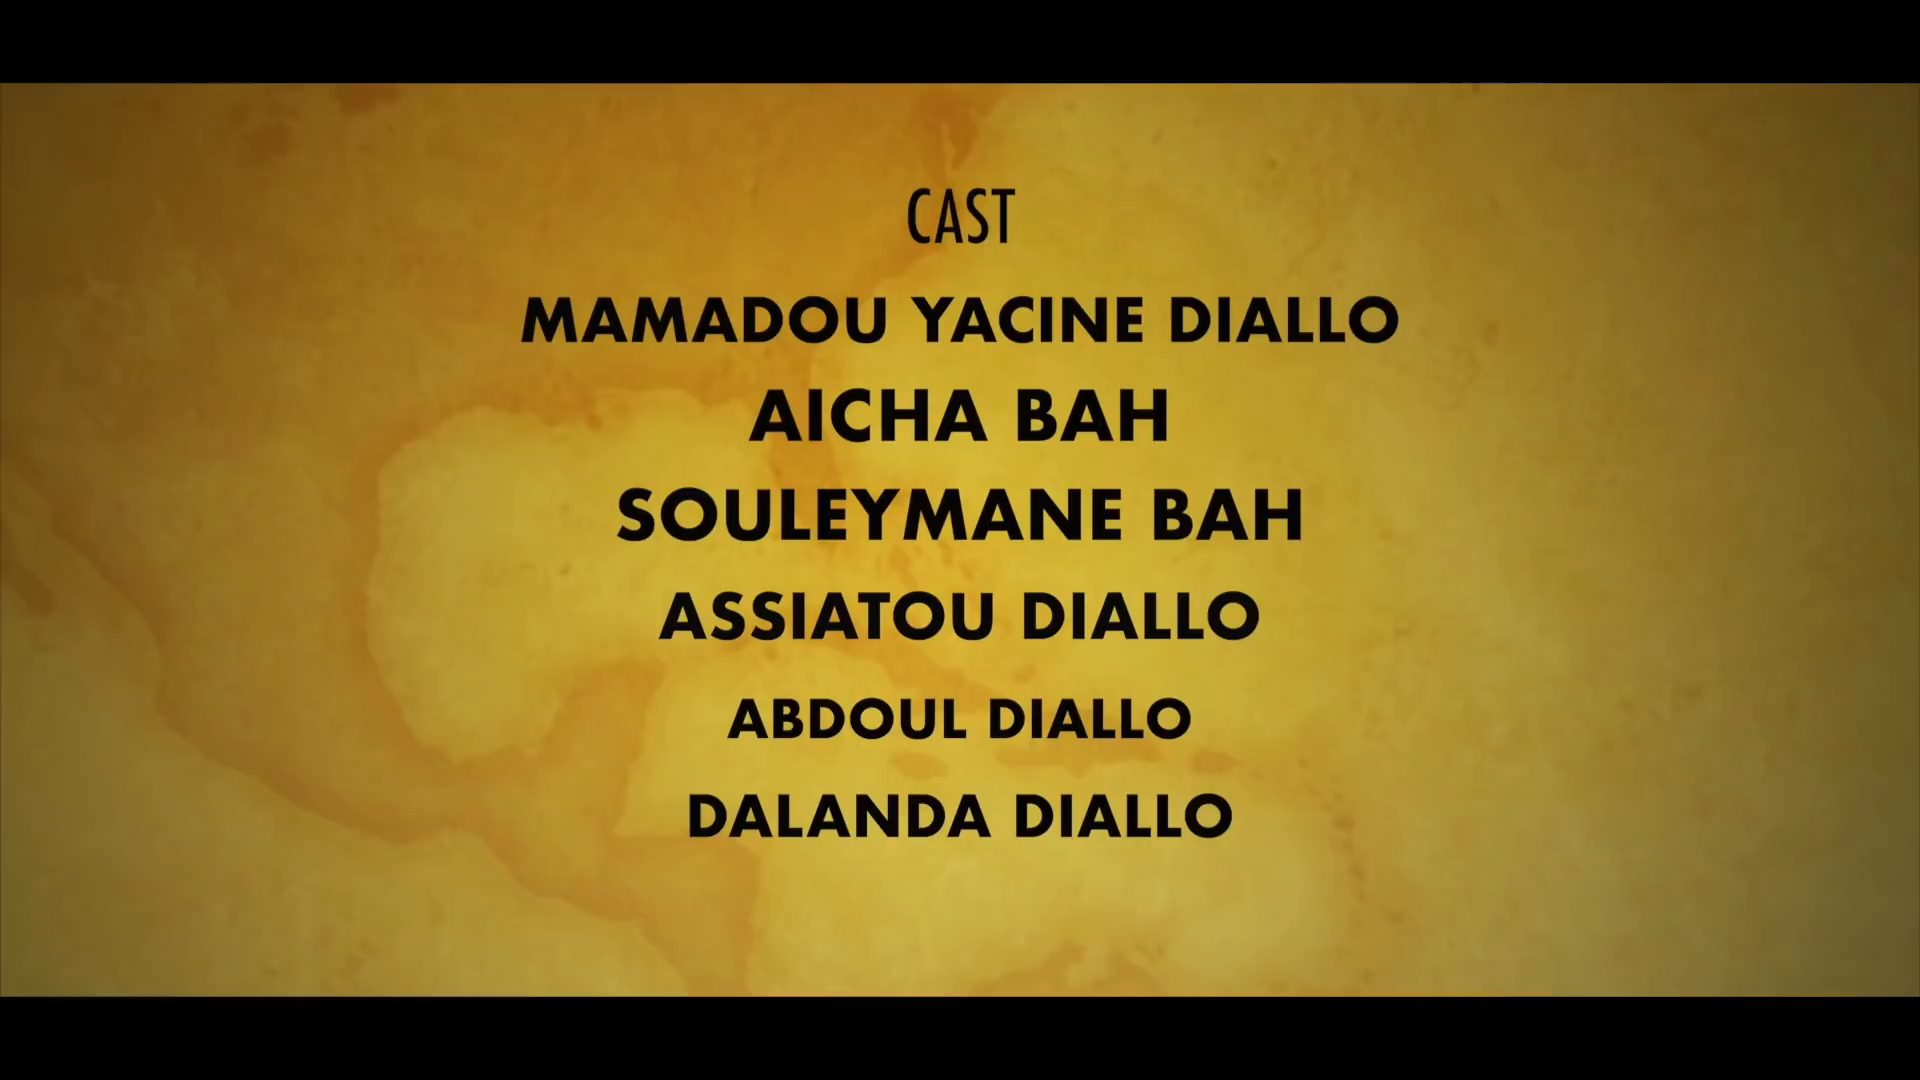 CAST
MAMADOU YACINE DIALLO
AICHA BAH
SOULEYMANE BAH
ASSIATOU DIALLO
ABDOUL DIALLO
DALANDA DIALLO